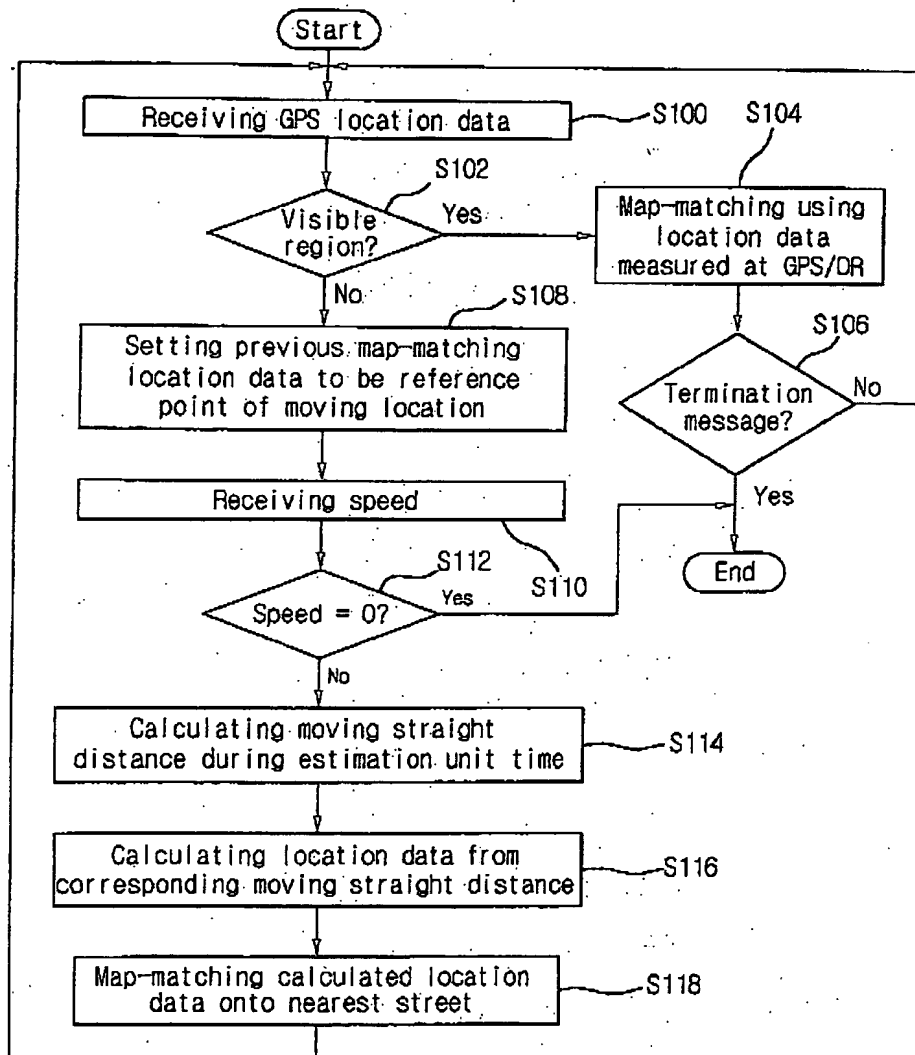 Start
Receiving GPS location data
S100
S102
Visible
region?
Yes
No
S104
Map-matching using
location data
measured at GPS/DR
S106
Termination
message?
No
Yes
End
S108
Setting previous map-matching
location data to be reference
point of moving location
Receiving speed
S110
S112
Speed = 0?
Yes
No
Calculating moving straight
distance during estimation unit time
S114
Calculating location data from
corresponding moving straight distance
S116
Map-matching calculated location
data onto nearest street
S118